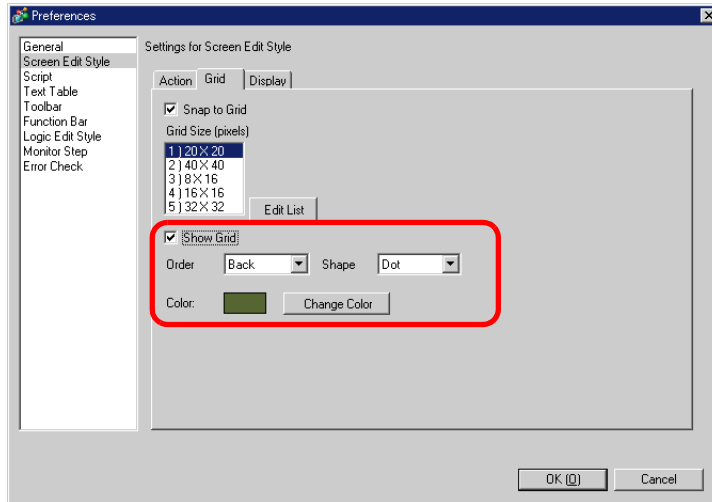 Preferences
General
Screen Edit Style
Script
Text Table
Toolbar
Function Bar
Logic Edit Style
Monitor Step
Error Check
Settings for Screen Edit Style
Action Grid Display
Snap to Grid
Grid Size (pixels)
1 ) 20 X 20
2 ) 40 X 40
3 ) 8 X 16
4 ) 16 X 16
5 ) 32 X 32
Edit List
Show Grid
Order Back Shape Dot
Color: Change Color
OK (O) Cancel